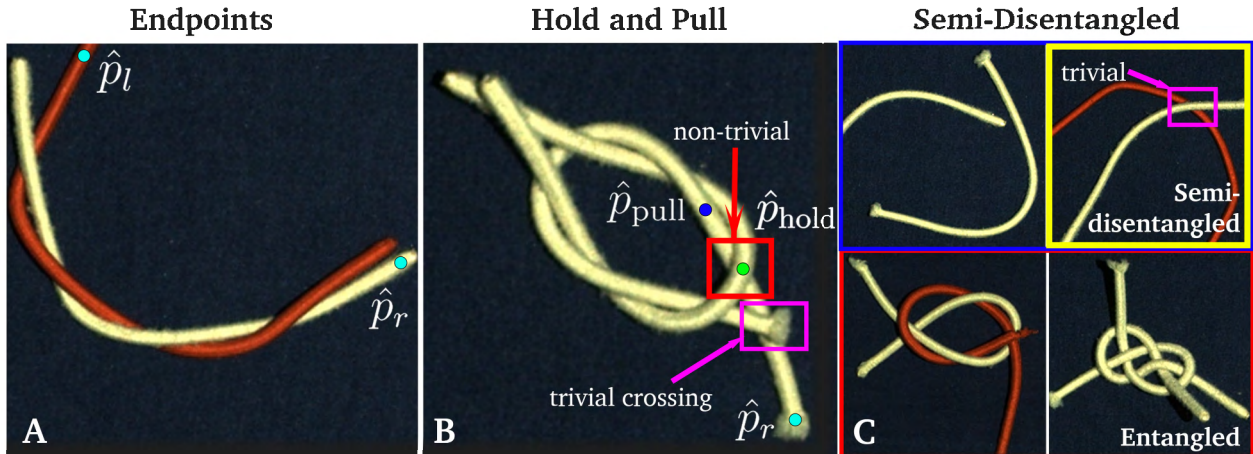 Endpoints
Hold and Pull
Semi-Disentangled
p̂l
p̂r
A
non-trivial
p̂pull
p̂hold
trivial crossing
p̂r
B
trivial
Semi-
disentangled
C
Entangled